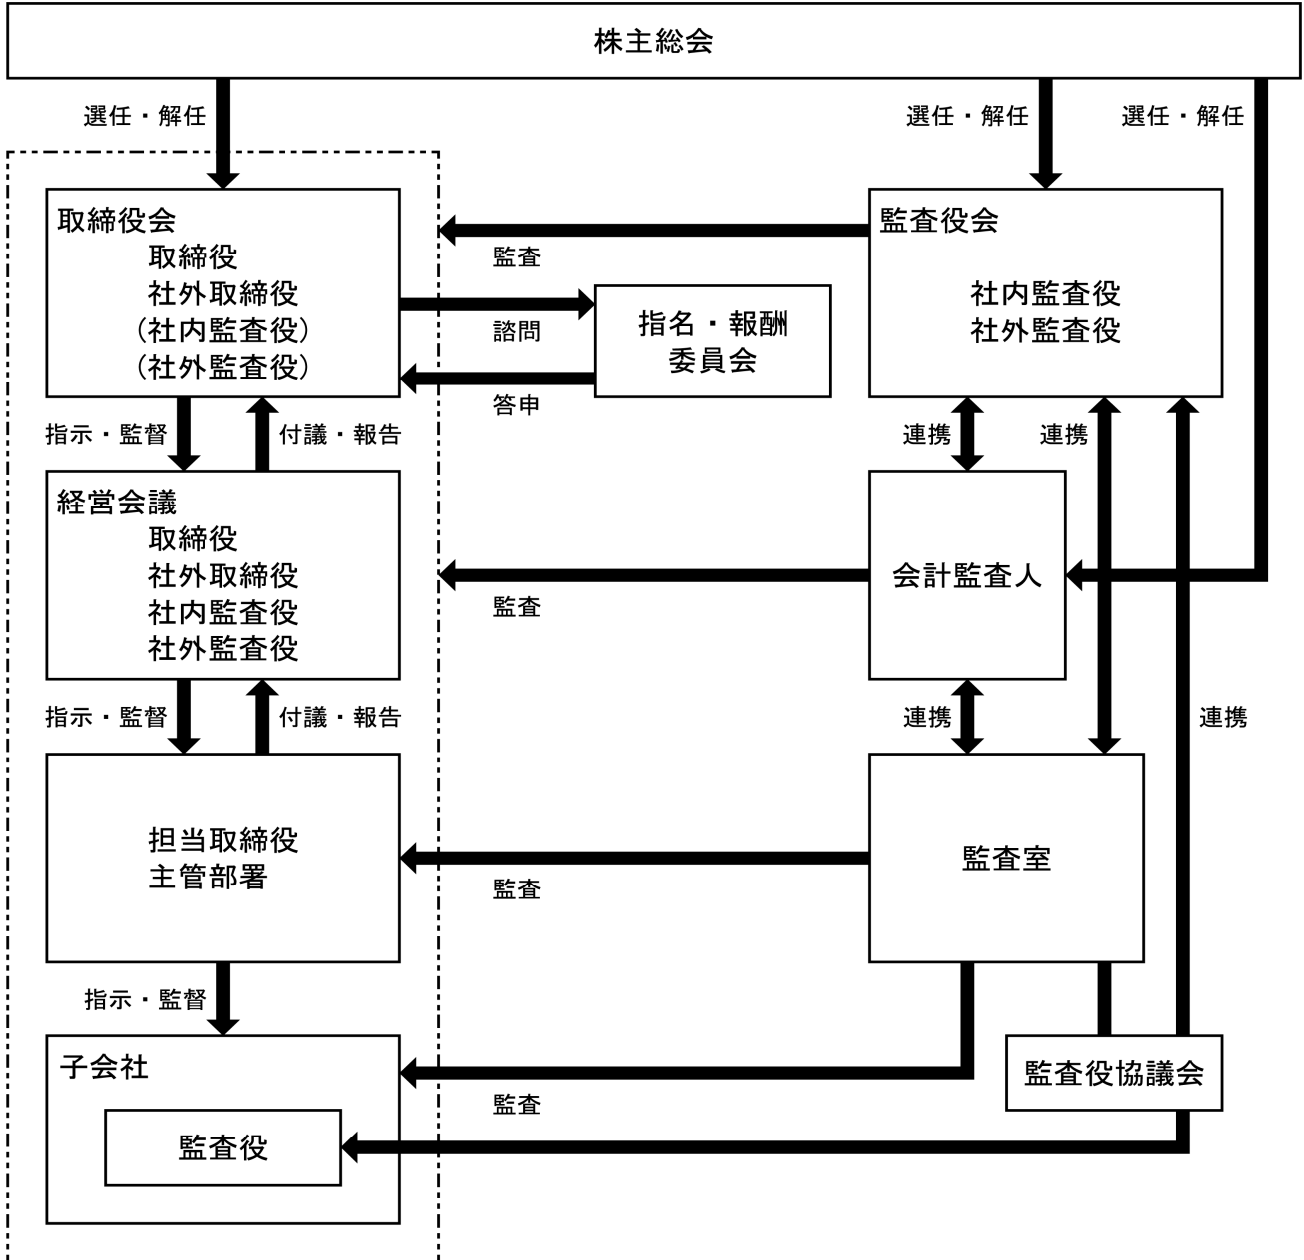 株主総会
選任・解任
選任・解任
選任・解任
取締役会
取締役
社外取締役
(社内監査役)
(社外監査役)
監査
諮問
答申
指名・報酬
委員会
監査役会
社内監査役
社外監査役
指示・監督
付議・報告
連携
連携
経営会議
取締役
社外取締役
社内監査役
社外監査役
監査
会計監査人
指示・監督
付議・報告
連携
連携
担当取締役
主管部署
監査
監査室
指示・監督
子会社
監査役
監査
監査役協議会